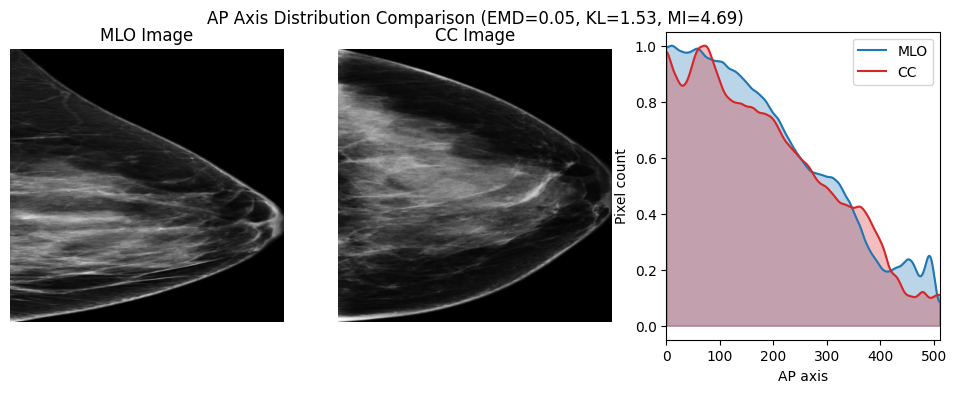 AP Axis Distribution Comparison (EMD=0.05, KL=1.53, MI=4.69)
MLO Image
CC Image
MLO
CC
Pixel count
1.0
0.8
0.6
0.4
0.2
0.0
0 100 200 300 400 500
AP axis